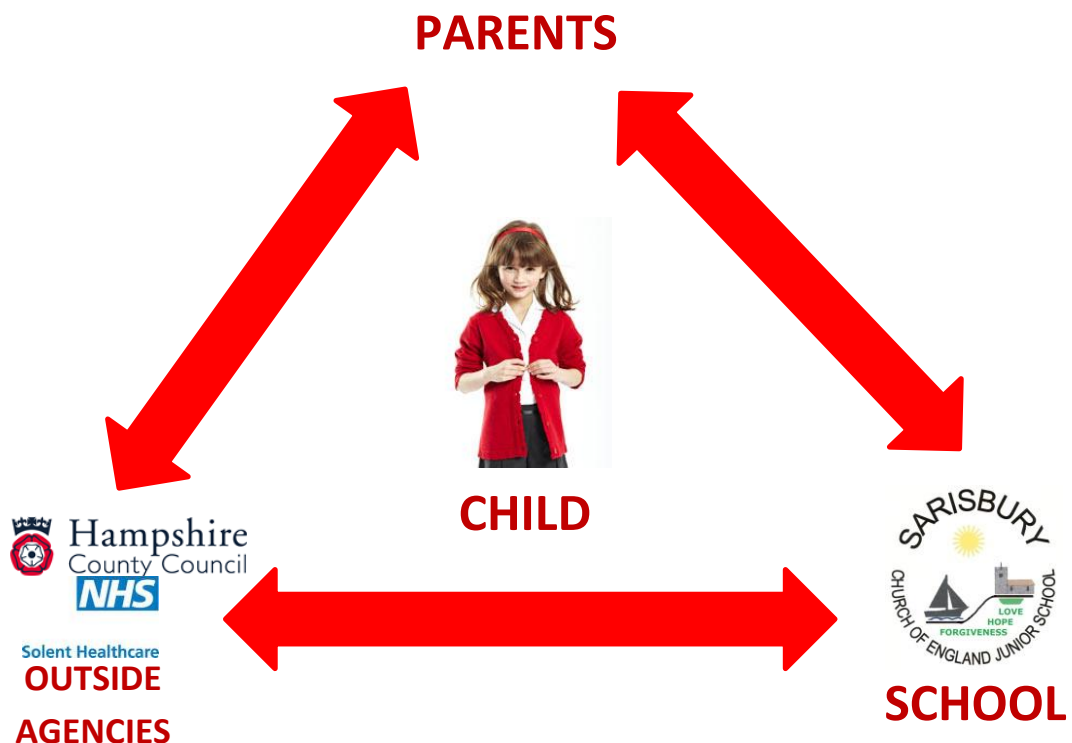 PARENTS
CHILD
Hampshire
County Council
NHS
Solent Healthcare
OUTSIDE
AGENCIES
SARISBURY
CHURCH OF ENGLAND JUNIOR SCHOOL
LOVE
HOPE
FORGIVENESS
SCHOOL